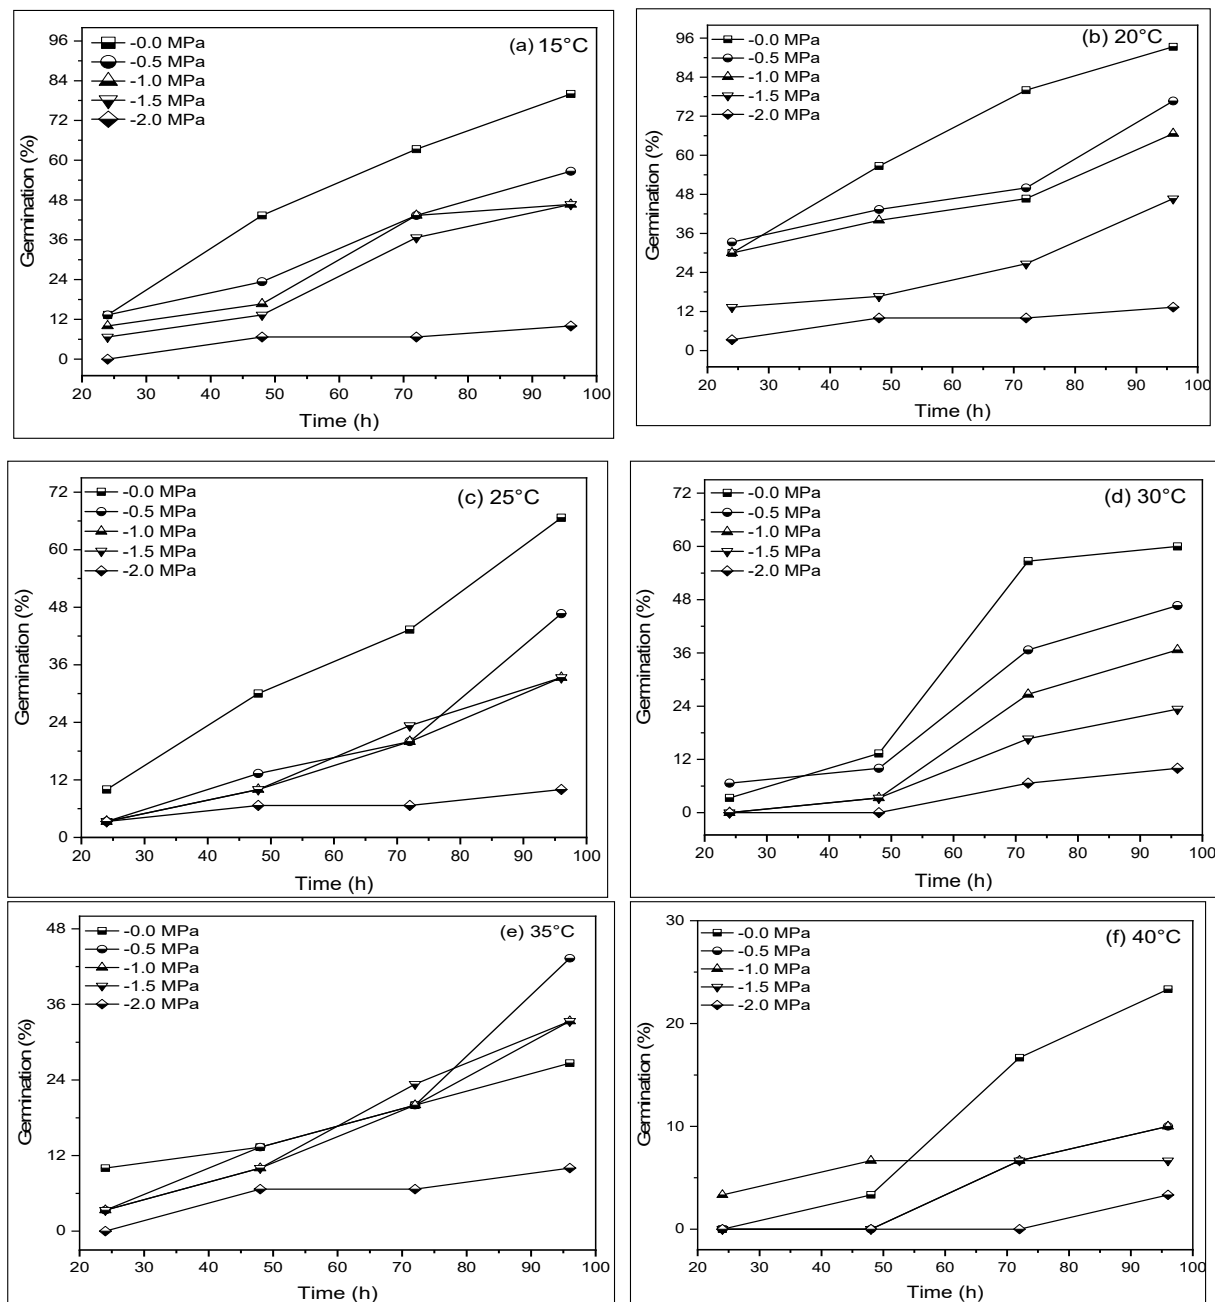 (a) 15°C
-0.0 MPa
-0.5 MPa
-1.0 MPa
-1.5 MPa
-2.0 MPa
Germination (%)
96
84
72
60
48
36
24
12
0
20 30 40 50 60 70 80 90 100
Time (h)
(b) 20°C
-0.0 MPa
-0.5 MPa
-1.0 MPa
-1.5 MPa
-2.0 MPa
Germination (%)
96
84
72
60
48
36
24
12
0
20 30 40 50 60 70 80 90 100
Time (h)
(c) 25°C
-0.0 MPa
-0.5 MPa
-1.0 MPa
-1.5 MPa
-2.0 MPa
Germination (%)
72
60
48
36
24
12
0
20 30 40 50 60 70 80 90 100
Time (h)
(d) 30°C
-0.0 MPa
-0.5 MPa
-1.0 MPa
-1.5 MPa
-2.0 MPa
Germination (%)
72
60
48
36
24
12
0
20 30 40 50 60 70 80 90 100
Time (h)
(e) 35°C
-0.0 MPa
-0.5 MPa
-1.0 MPa
-1.5 MPa
-2.0 MPa
Germination (%)
48
36
24
12
0
20 30 40 50 60 70 80 90 100
Time (h)
(f) 40°C
-0.0 MPa
-0.5 MPa
-1.0 MPa
-1.5 MPa
-2.0 MPa
Germination (%)
30
20
10
0
20 30 40 50 60 70 80 90 100
Time (h)